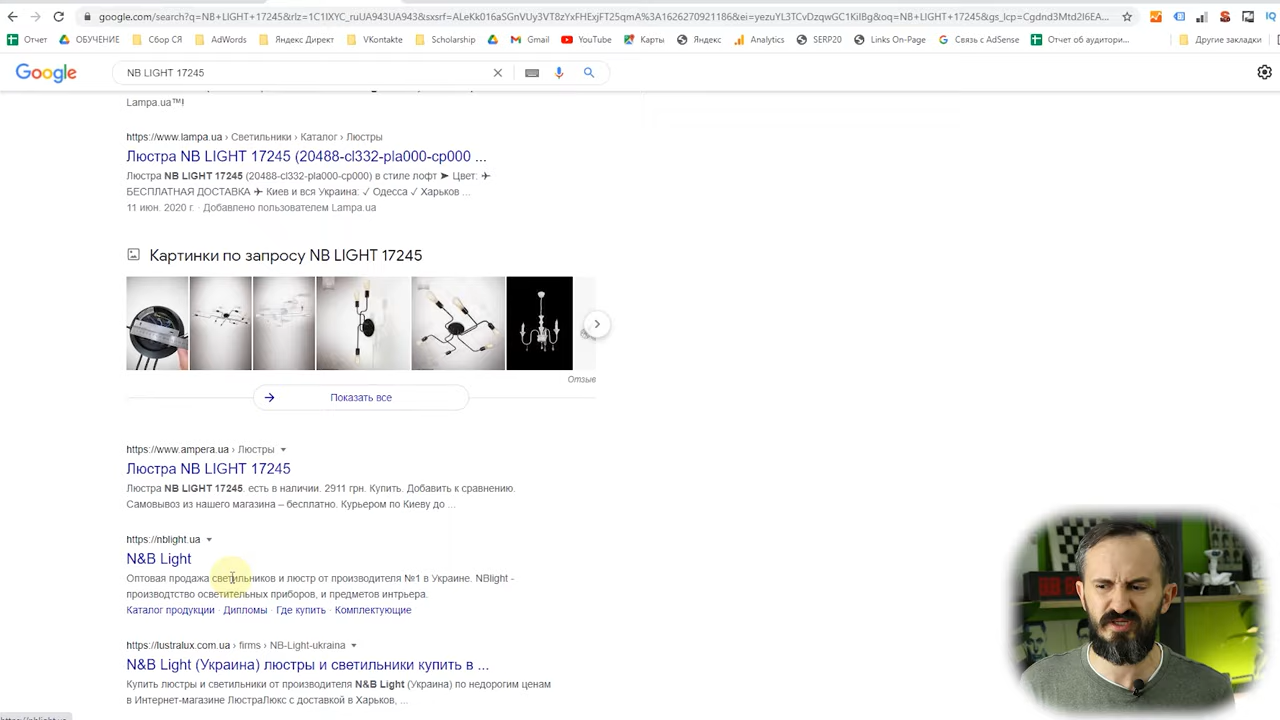 google.com/search?q=NB+LIGHT+17245&rlz=1C1IXYC_ruUA943UA943&sxsrf=ALeKk016aSGnVUy3VT8zYxFHExjFT25qmA%3A1626270921186&ei=yezuYL3TCvDzqwGC1KiIBg&oq=NB+LIGHT+17245&gs_lcp=Cgdnd3Mtd2l6EA...
Отчет ОБУЧЕНИЕ Сбор СЯ AdWords Яндекс Директ VKontakte Scholarship Gmail YouTube Карты Яндекс Analytics SERP20 Links On-Page Связь с AdSense Отчет об аудитори... Другие закладки
Google NB LIGHT 17245
Lampa.ua™!
https://www.lampa.ua › Светильники › Каталог › Люстры
Люстра NB LIGHT 17245 (20488-cl332-pla000-cp000 ...
Люстра NB LIGHT 17245 (20488-cl332-pla000-cp000) в стиле лофт ➤ Цвет: ✈
БЕСПЛАТНАЯ ДОСТАВКА ✈ Киев и вся Украина: ✓ Одесса ✓ Харьков ...
11 июн. 2020 г. · Добавлено пользователем Lampa.ua
Картинки по запросу NB LIGHT 17245
Отзыв
Показать все
https://www.ampera.ua › Люстры
Люстра NB LIGHT 17245
Люстра NB LIGHT 17245. есть в наличии. 2911 грн. Купить. Добавить к сравнению.
Самовывоз из нашего магазина – бесплатно. Курьером по Киеву до ...
https://nblight.ua
N&B Light
Оптовая продажа светильников и люстр от производителя №1 в Украине. NBlight -
производтство осветительных приборов, и предметов интрьера.
Каталог продукции · Дипломы · Где купить · Комплектующие
https://lustralux.com.ua › firms › NB-Light-ukraina
N&B Light (Украина) люстры и светильники купить в ...
Купить люстры и светильники от производителя N&B Light (Украина) по недорогим ценам
в Интернет-магазине ЛюстраЛюкс с доставкой в Харьков, ...